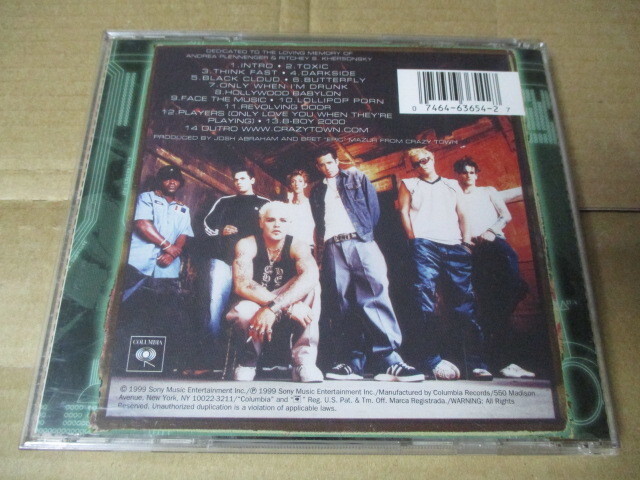 DEDICATED TO THE LOVING MEMORY OF
ANDREA PLENNENGER & RITCHEY S. KHERSONSKY
1.INTRO • 2.TOXIC
3.THINK FAST • 4.DARKSIDE
5.BLACK CLOUD • 6.BUTTERFLY
7.ONLY WHEN I'M DRUNK
8.HOLLYWOOD BABYLON
9.FACE THE MUSIC • 10 LOLLIPOP PORN
11.REVOLVING DOOR
12.PLAYERS (ONLY LOVE YOU WHEN THEY'RE
PLAYING) • 13.B-BOY 2000
14 OUTRO WWW.CRAZYTOWN.COM
PRODUCED BY JOSH ABRAHAM AND BRET "EPIC" MAZUR FROM CRAZY TOWN
0 7464-63654-2 7
COLUMBIA
© 1999 Sony Music Entertainment Inc./℗ 1999 Sony Music Entertainment Inc./Manufactured by Columbia Records/550 Madison
Avenue, New York, NY 10022-3211/"Columbia" and " " Reg. U.S. Pat. & Tm. Off. Marca Registrada./WARNING: All Rights
Reserved. Unauthorized duplication is a violation of applicable laws.